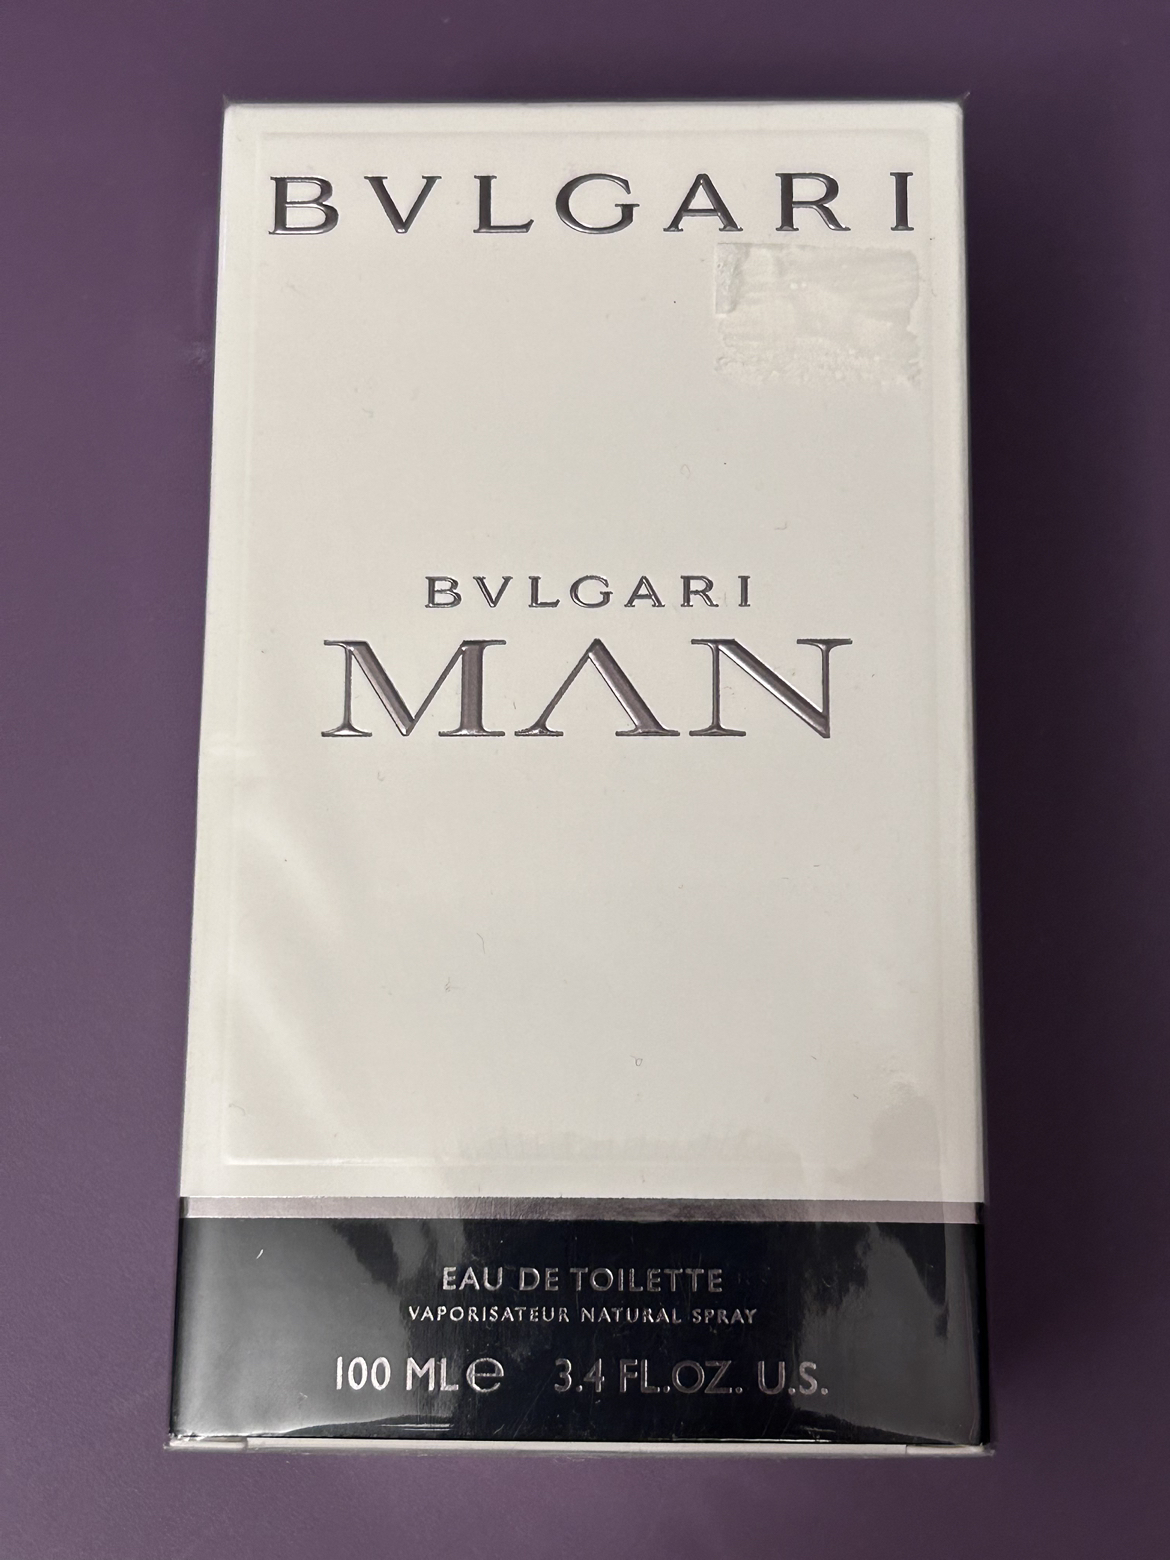 BVLGARI
BVLGARI
MAN
EAU DE TOILETTE
VAPORISATEUR NATURAL SPRAY
100 ML ℮ 3.4 FL.OZ. U.S.